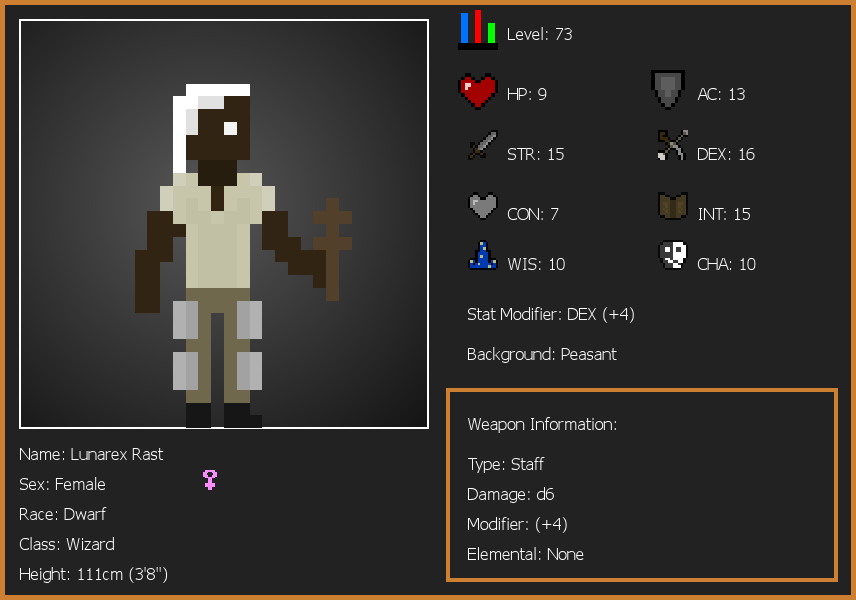 Level: 73
HP: 9
AC: 13
STR: 15
DEX: 16
CON: 7
INT: 15
WIS: 10
CHA: 10
Stat Modifier: DEX (+4)
Background: Peasant
Weapon Information:
Type: Staff
Damage: d6
Modifier: (+4)
Elemental: None
Name: Lunarex Rast
Sex: Female
Race: Dwarf
Class: Wizard
Height: 111cm (3'8")